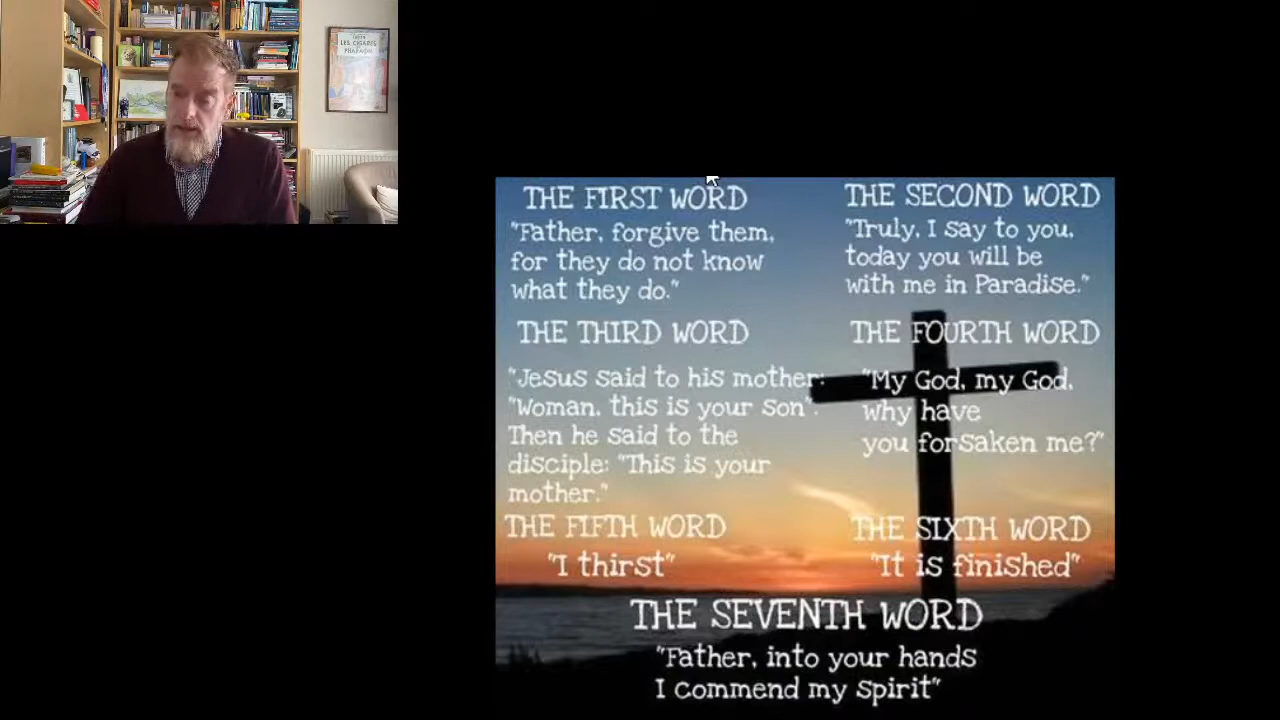 LES CIGARES
DU PHARAON
THE FIRST WORD
"Father, forgive them,
for they do not know
what they do."
THE SECOND WORD
"Truly, I say to you,
today you will be
with me in Paradise."
THE THIRD WORD
"Jesus said to his mother:
"Woman, this is your son".
Then he said to the
disciple: "This is your
mother."
THE FOURTH WORD
"My God, my God,
why have
you forsaken me?"
THE FIFTH WORD
"I thirst"
THE SIXTH WORD
"It is finished"
THE SEVENTH WORD
"Father, into your hands
I commend my spirit"